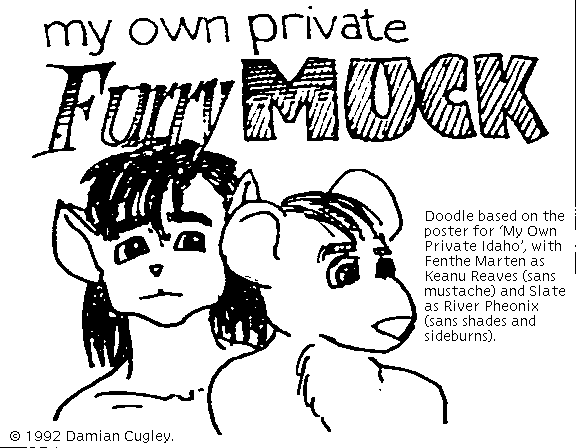 my own private
Furry MUCK
Doodle based on the
poster for ‘My Own
Private Idaho’, with
Fenthe Marten as
Keanu Reaves (sans
mustache) and Slate
as River Pheonix
(sans shades and
sideburns).
© 1992 Damian Cugley.